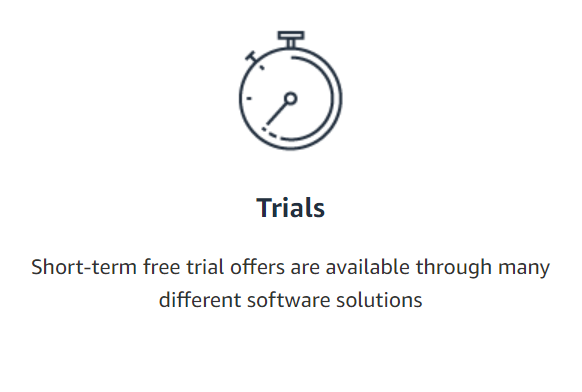 Trials
Short-term free trial offers are available through many
different software solutions